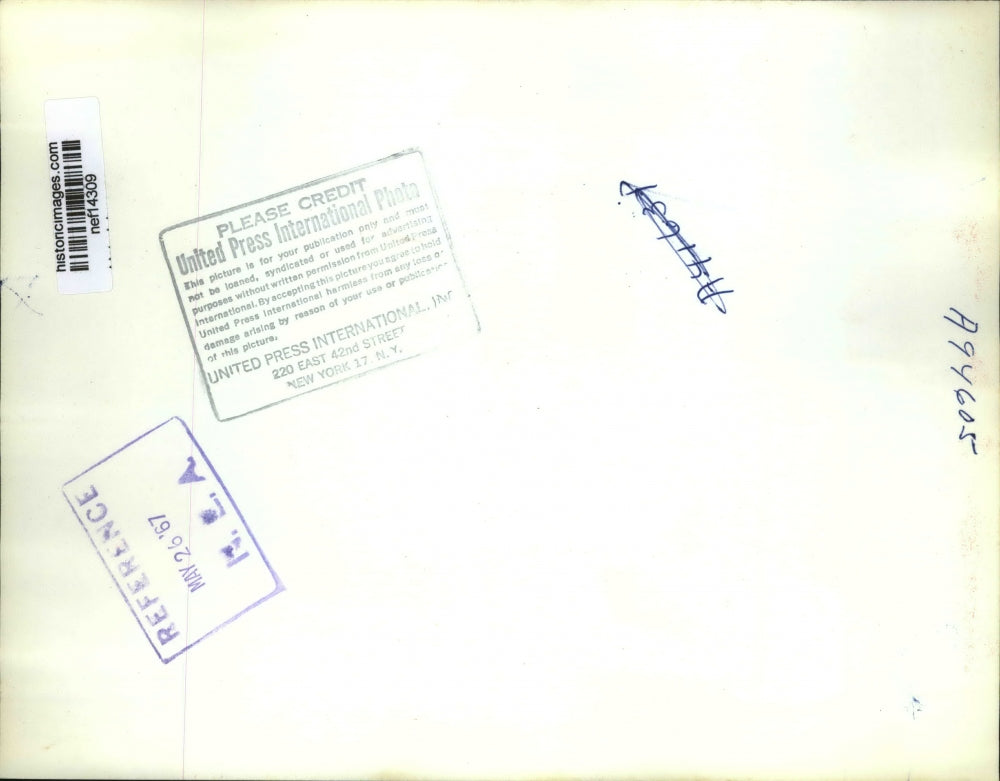 historicimages.com
nef14309
PLEASE CREDIT
United Press International Photo
This picture is for your publication only and must
not be loaned, syndicated or used for advertising
purposes without written permission from United Press
International. By accepting this picture you agree to hold
United Press International harmless from any loss or
damage arising by reason of your use or publication
of this picture.
UNITED PRESS INTERNATIONAL, INC
220 EAST 42nd STREET
NEW YORK 17, N. Y.
REFERENCE
MAY 26 '67
N. E. A.
A94605